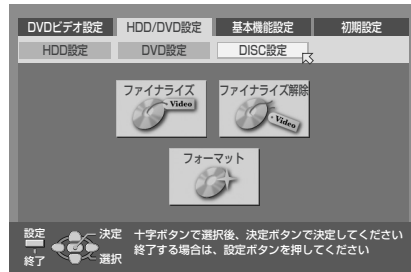 DVDビデオ設定 HDD/DVD設定 基本機能設定 初期設定
HDD設定 DVD設定 DISC設定
ファイナライズ ファイナライズ解除
Video Video
フォーマット
設定 決定 十字ボタンで選択後、決定ボタンで決定してください
終了 選択 終了する場合は、設定ボタンを押してください